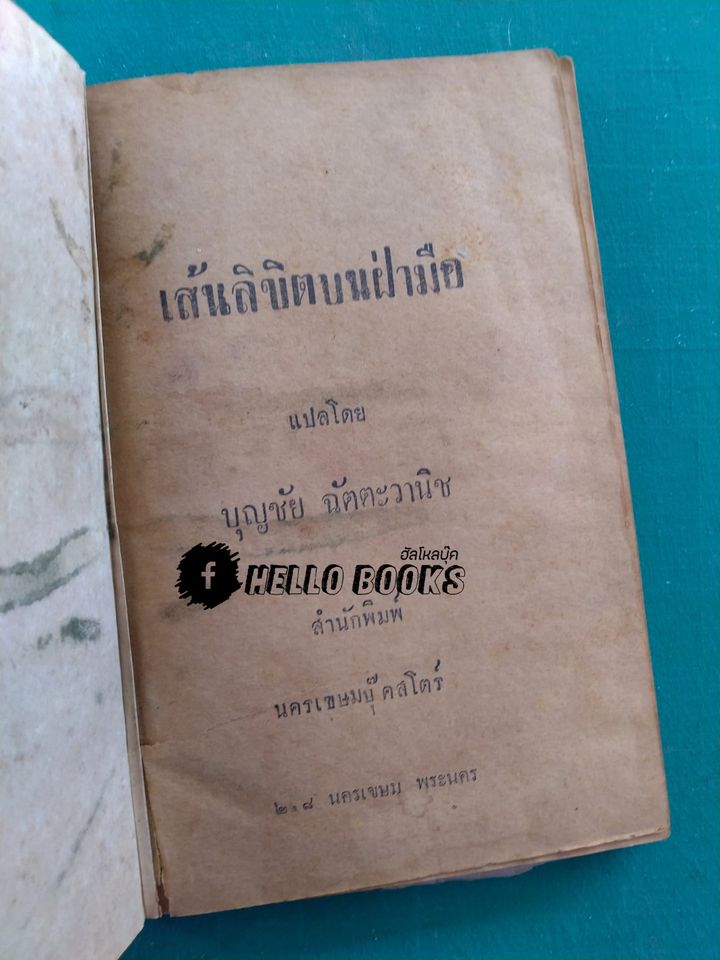 เส้นลิขิตบนฝ่ามือ
แปลโดย
บุญชัย ฉัตตะวานิช
ฮัลโหลบุ๊ค
f HELLO BOOKS
สำนักพิมพ์
นครเขษมบุ๊คสโตร์
๒.๘ นครเขษม พระนคร